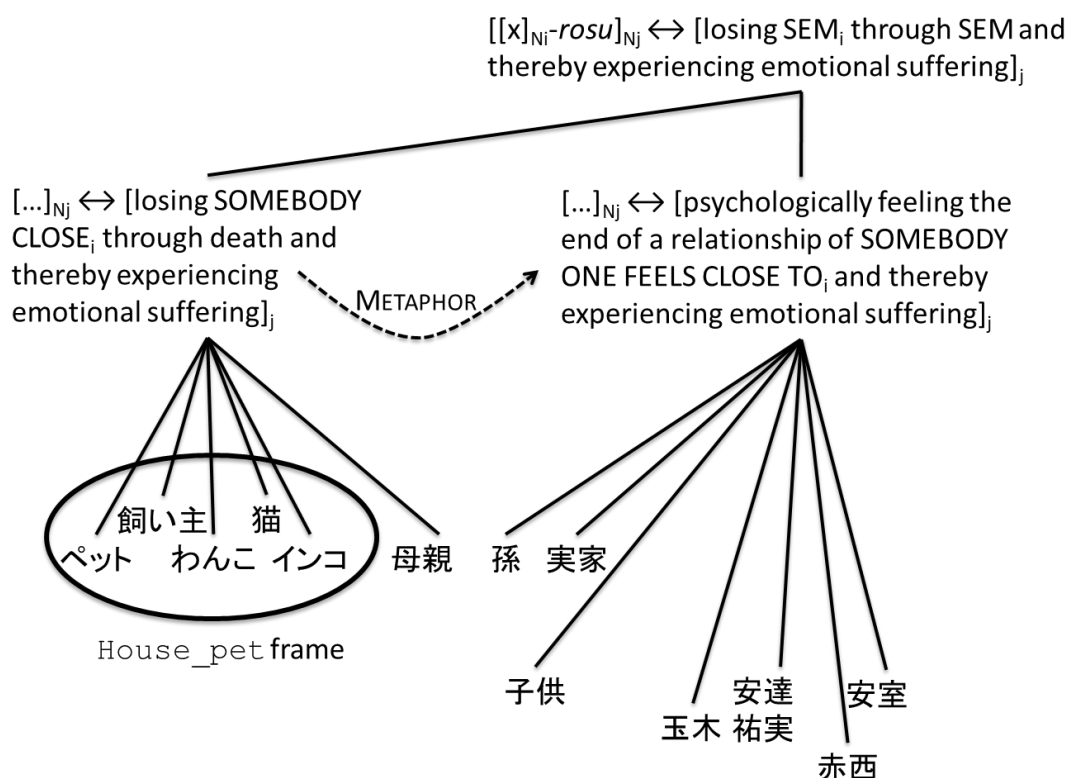 [[x]Ni-rosu]Nj ↔ [losing SEMi through SEM and
thereby experiencing emotional suffering]j
[...]Nj ↔ [losing SOMEBODY
CLOSEi through death and
thereby experiencing
emotional suffering]j
METAPHOR
[...]Nj ↔ [psychologically feeling the
end of a relationship of SOMEBODY
ONE FEELS CLOSE TOi and thereby
experiencing emotional suffering]j
飼い主 猫
ペット わんこ インコ 母親 孫 実家
House_pet frame
子供
安達 安室
玉木 祐実
赤西